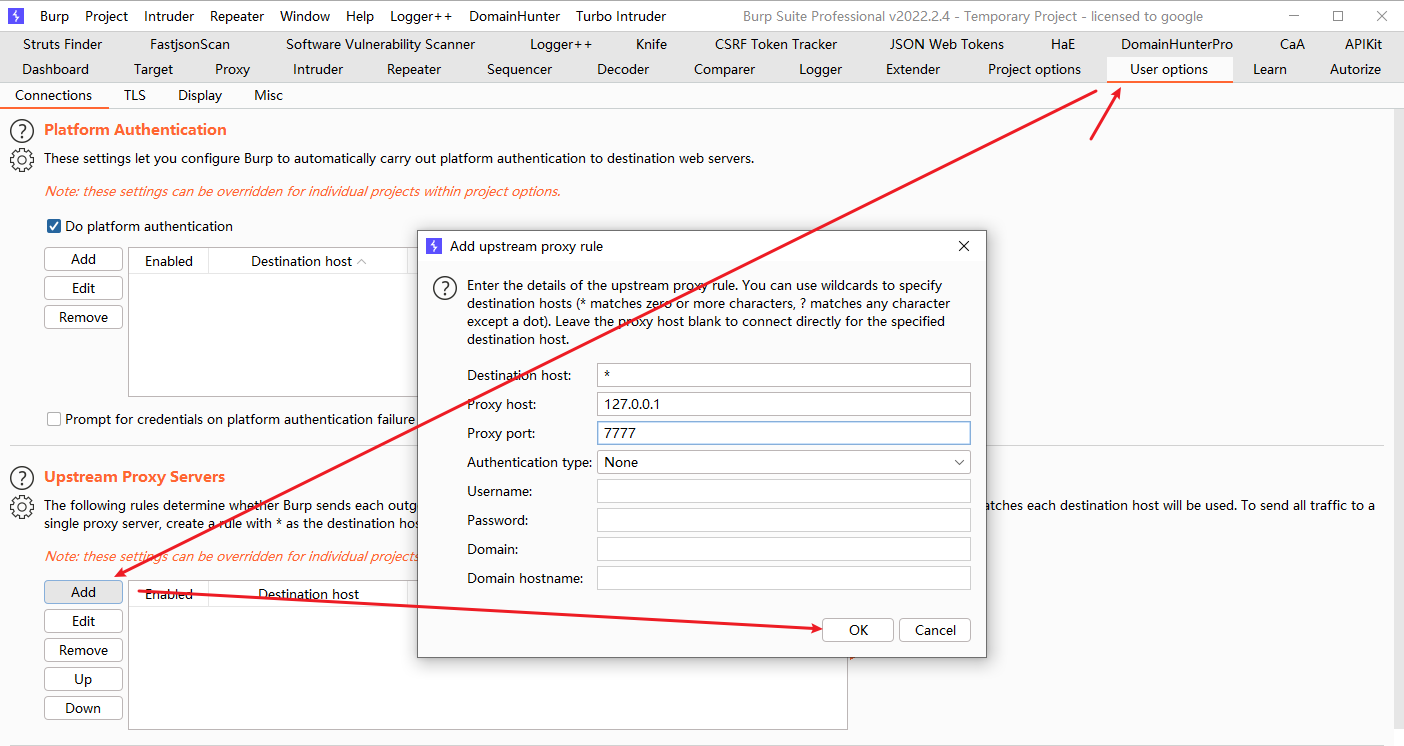 Burp Project Intruder Repeater Window Help Logger++ DomainHunter Turbo Intruder Burp Suite Professional v2022.2.4 - Temporary Project - licensed to google
Struts Finder FastjsonScan Software Vulnerability Scanner Logger++ Knife CSRF Token Tracker JSON Web Tokens HaE DomainHunterPro CaA APIKit
Dashboard Target Proxy Intruder Repeater Sequencer Decoder Comparer Logger Extender Project options User options Learn Autorize
Connections TLS Display Misc
Platform Authentication
These settings let you configure Burp to automatically carry out platform authentication to destination web servers.
Note: these settings can be overridden for individual projects within project options.
Do platform authentication
Add
Edit
Remove
Enabled Destination host
Prompt for credentials on platform authentication failure
Upstream Proxy Servers
The following rules determine whether Burp sends each outg
atches each destination host will be used. To send all traffic to a
single proxy server, create a rule with * as the destination hos
Note: these settings can be overridden for individual projects
Add
Edit
Remove
Up
Down
Enabled Destination host
Add upstream proxy rule
Enter the details of the upstream proxy rule. You can use wildcards to specify
destination hosts (* matches zero or more characters, ? matches any character
except a dot). Leave the proxy host blank to connect directly for the specified
destination host.
Destination host: *
Proxy host: 127.0.0.1
Proxy port: 7777
Authentication type: None
Username:
Password:
Domain:
Domain hostname:
OK Cancel